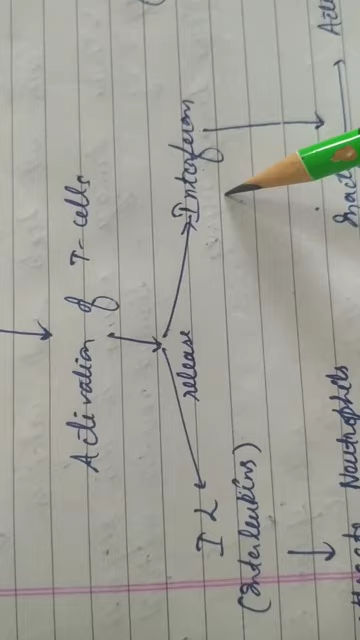 Activation of T-cells
release
IL Interferon
(Interleukins)
Neutrophils